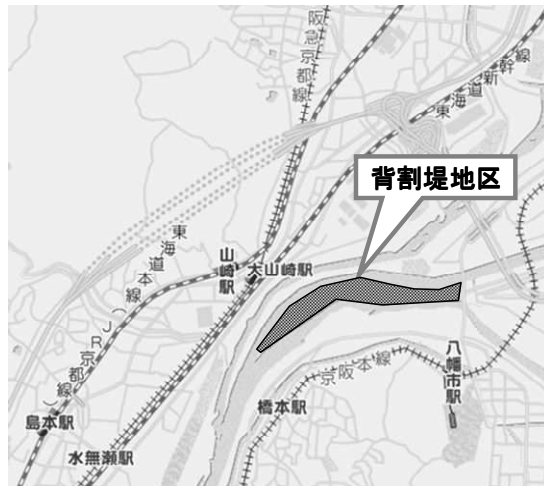 阪急京都線
東海道新幹線
背割堤地区
東海道本線(JR京都線)
山崎駅
大山崎駅
八幡市駅
京阪本線
橋本駅
島本駅
水無瀬駅